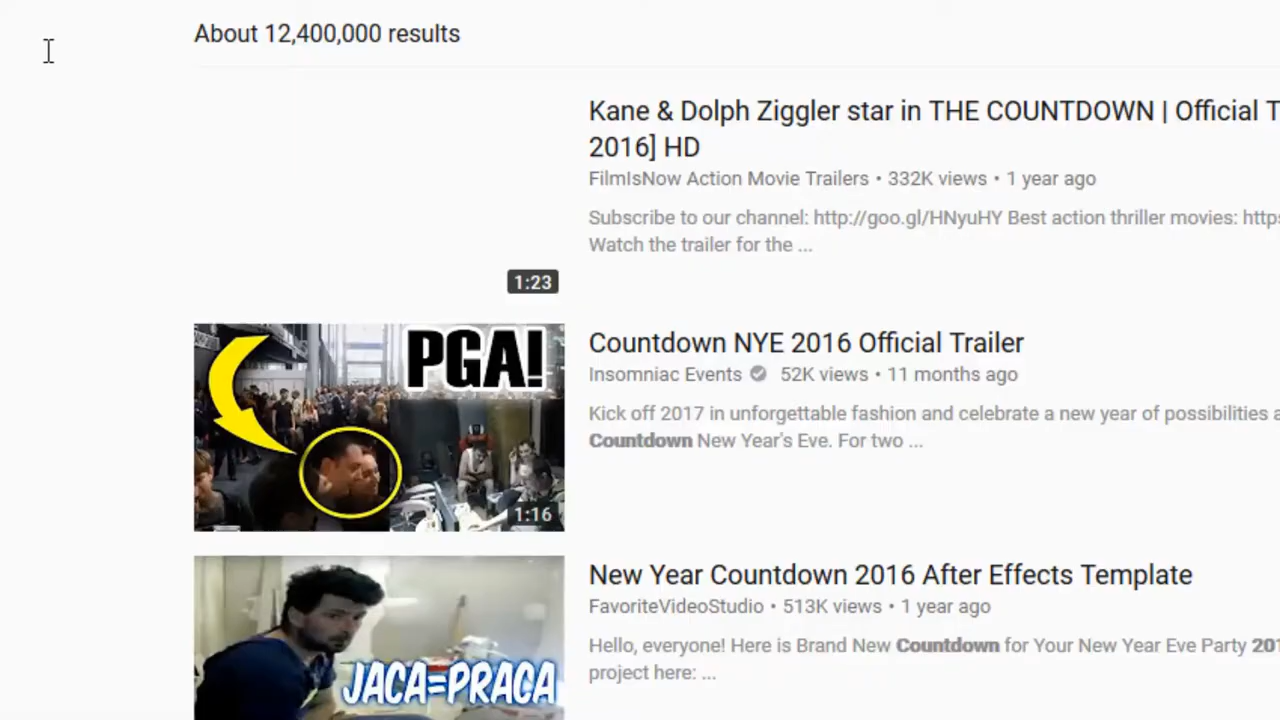 About 12,400,000 results
Kane & Dolph Ziggler star in THE COUNTDOWN | Official T
2016] HD
FilmIsNow Action Movie Trailers • 332K views • 1 year ago
Subscribe to our channel: http://goo.gl/HNyuHY Best action thriller movies: https
Watch the trailer for the ...
1:23
PGA!
1:16
Countdown NYE 2016 Official Trailer
Insomniac Events 52K views • 11 months ago
Kick off 2017 in unforgettable fashion and celebrate a new year of possibilities a
Countdown New Year's Eve. For two ...
JACA=PRACA
New Year Countdown 2016 After Effects Template
FavoriteVideoStudio • 513K views • 1 year ago
Hello, everyone! Here is Brand New Countdown for Your New Year Eve Party 201
project here: ...